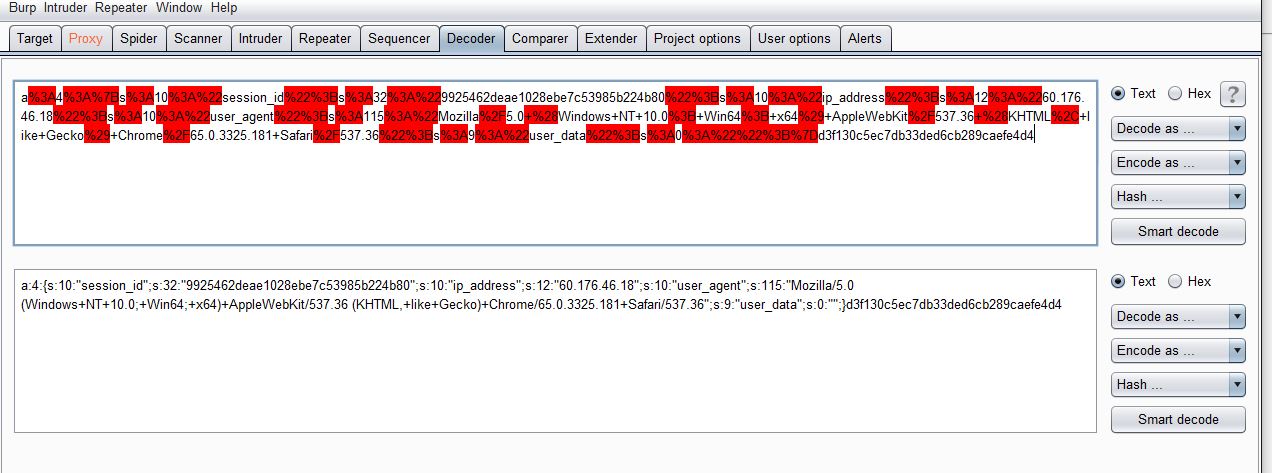 Burp Intruder Repeater Window Help
Target Proxy Spider Scanner Intruder Repeater Sequencer Decoder Comparer Extender Project options User options Alerts
a%3A4%3A%7Bs%3A10%3A%22session_id%22%3Bs%3A32%3A%229925462deae1028ebe7c53985b224b80%22%3Bs%3A10%3A%22ip_address%22%3Bs%3A12%3A%2260.176.
46.18%22%3Bs%3A10%3A%22user_agent%22%3Bs%3A115%3A%22Mozilla%2F5.0+%28Windows+NT+10.0%3B+Win64%3B+x64%29+AppleWebKit%2F537.36+%28KHTML%2C+l
ike+Gecko%29+Chrome%2F65.0.3325.181+Safari%2F537.36%22%3Bs%3A9%3A%22user_data%22%3Bs%3A0%3A%22%22%3B%7Dd3f130c5ec7db33ded6cb289caefe4d4
Text Hex ?
Decode as ...
Encode as ...
Hash ...
Smart decode
a:4:{s:10:"session_id";s:32:"9925462deae1028ebe7c53985b224b80";s:10:"ip_address";s:12:"60.176.46.18";s:10:"user_agent";s:115:"Mozilla/5.0
(Windows+NT+10.0;+Win64;+x64)+AppleWebKit/537.36 (KHTML,+like+Gecko)+Chrome/65.0.3325.181+Safari/537.36";s:9:"user_data";s:0:"";}d3f130c5ec7db33ded6cb289caefe4d4
Text Hex
Decode as ...
Encode as ...
Hash ...
Smart decode